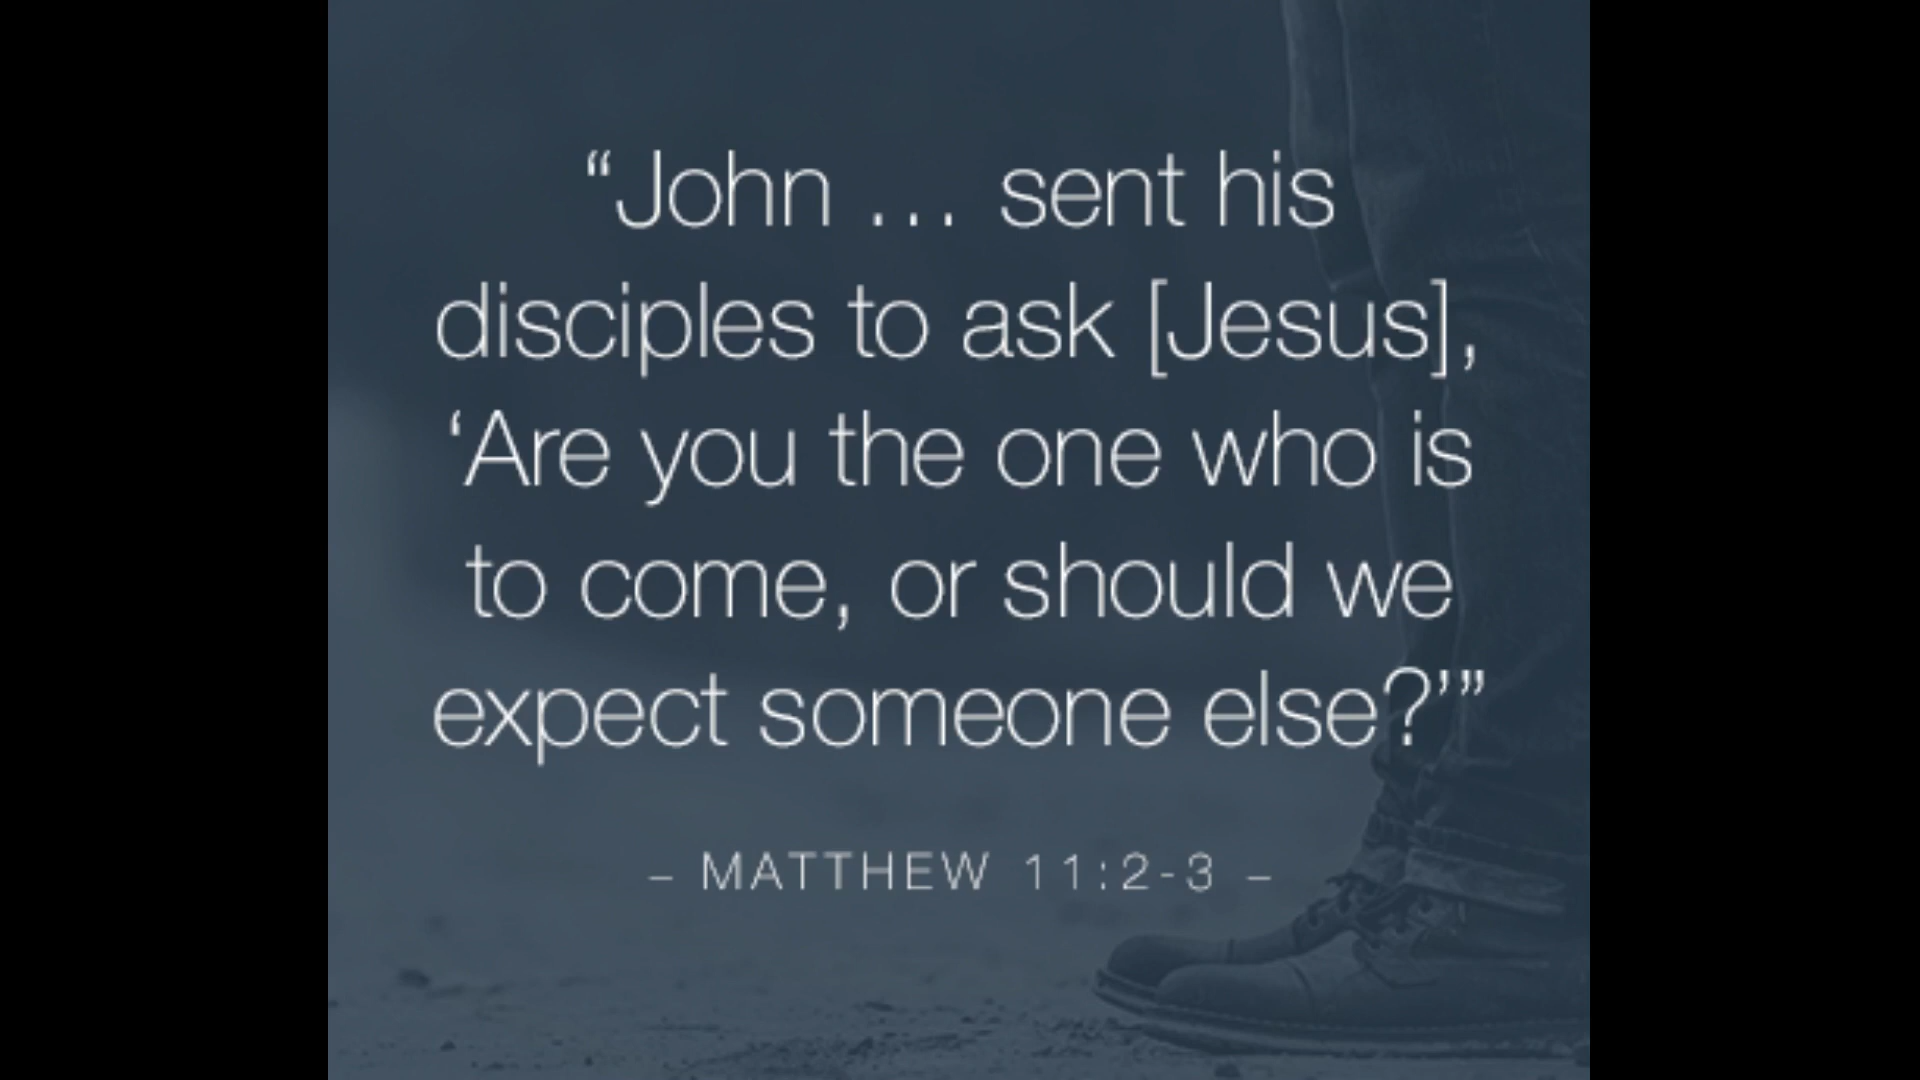 “John ... sent his
disciples to ask [Jesus],
‘Are you the one who is
to come, or should we
expect someone else?’”
– MATTHEW 11:2-3 –